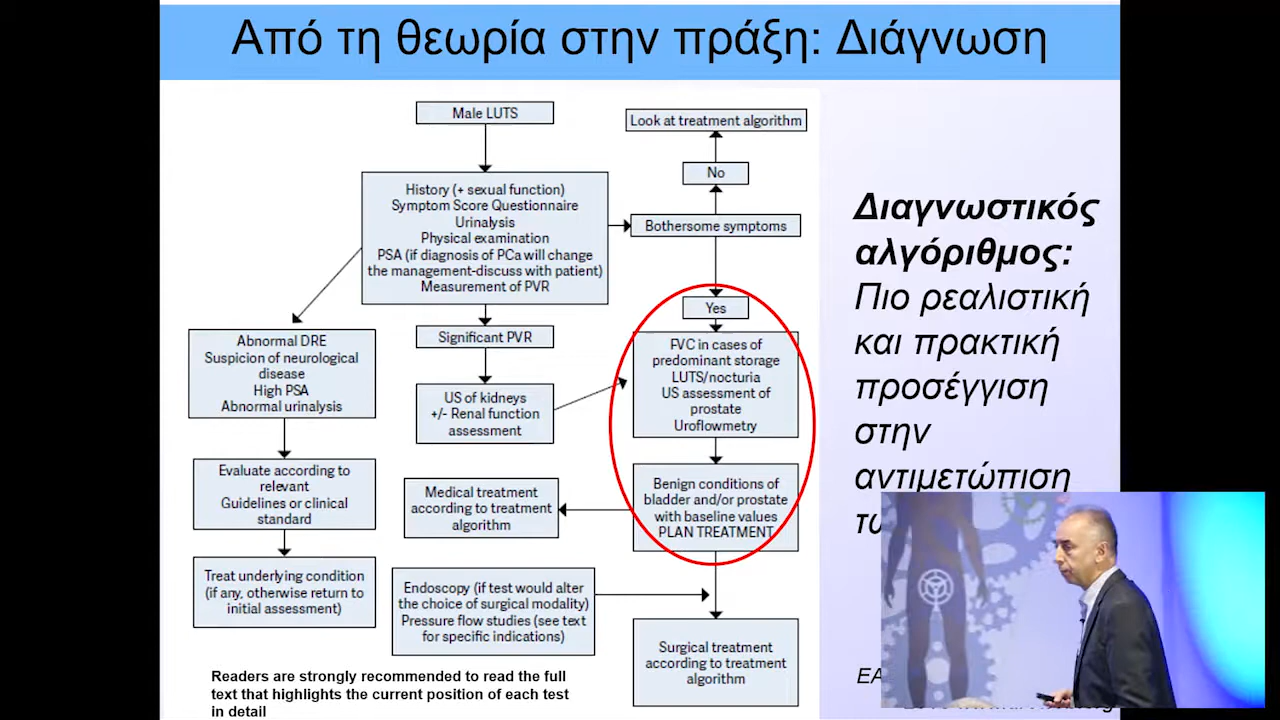 Από τη θεωρία στην πράξη: Διάγνωση
Male LUTS
Look at treatment algorithm
No
History (+ sexual function)
Symptom Score Questionnaire
Urinalysis
Physical examination
PSA (if diagnosis of PCa will change
the management-discuss with patient)
Measurement of PVR
Bothersome symptoms
Yes
Abnormal DRE
Suspicion of neurological
disease
High PSA
Abnormal urinalysis
Significant PVR
FVC in cases of
predominant storage
LUTS/nocturia
US assessment of
prostate
Uroflowmetry
US of kidneys
+/- Renal function
assessment
Evaluate according to
relevant
Guidelines or clinical
standard
Medical treatment
according to treatment
algorithm
Benign conditions of
bladder and/or prostate
with baseline values
PLAN TREATMENT
Treat underlying condition
(if any, otherwise return to
initial assessment)
Endoscopy (if test would alter
the choice of surgical modality)
Pressure flow studies (see text
for specific indications)
Surgical treatment
according to treatment
algorithm
Readers are strongly recommended to read the full
text that highlights the current position of each test
in detail
Διαγνωστικός
αλγόριθμος:
Πιο ρεαλιστική
και πρακτική
προσέγγιση
στην
αντιμετώπιση